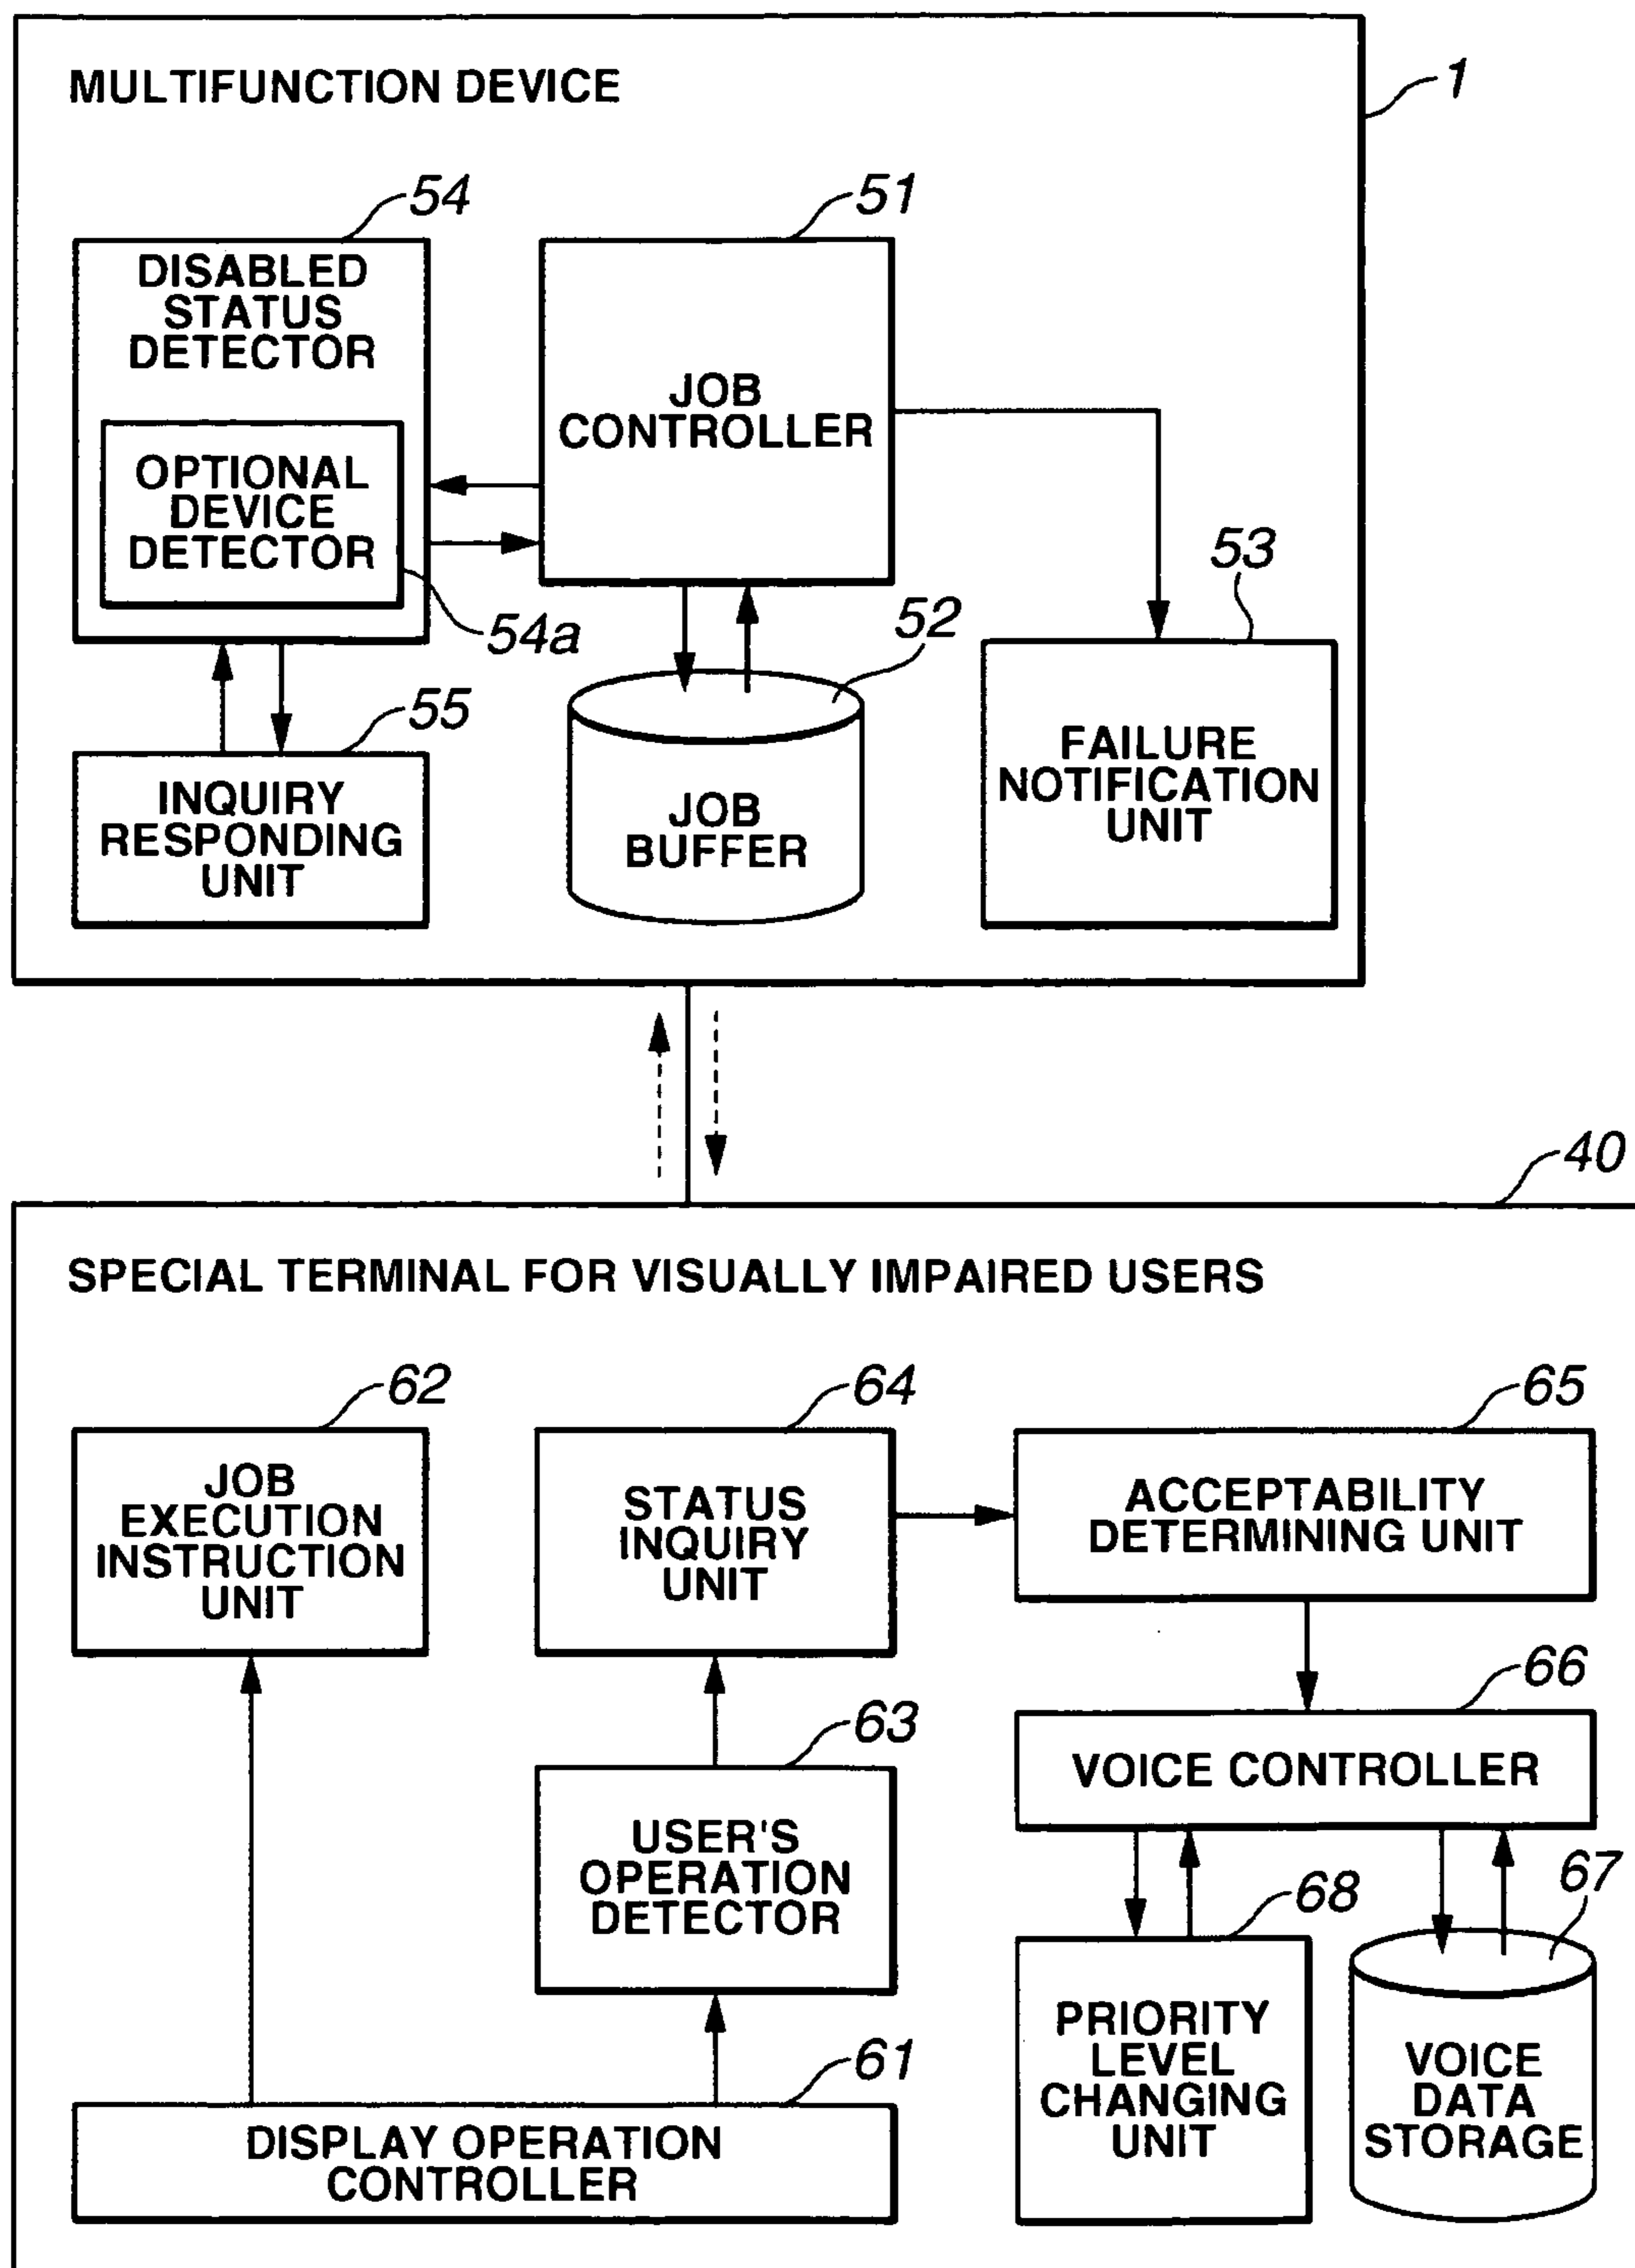 MULTIFUNCTION DEVICE
1
54
51
DISABLED
STATUS
DETECTOR
JOB
CONTROLLER
OPTIONAL
DEVICE
DETECTOR
54a
53
52
55
INQUIRY
RESPONDING
UNIT
JOB
BUFFER
FAILURE
NOTIFICATION
UNIT
40
SPECIAL TERMINAL FOR VISUALLY IMPAIRED USERS
62
64
65
JOB
EXECUTION
INSTRUCTION
UNIT
STATUS
INQUIRY
UNIT
ACCEPTABILITY
DETERMINING UNIT
66
63
VOICE CONTROLLER
USER'S
OPERATION
DETECTOR
68
67
PRIORITY
LEVEL
CHANGING
UNIT
VOICE
DATA
STORAGE
61
DISPLAY OPERATION
CONTROLLER